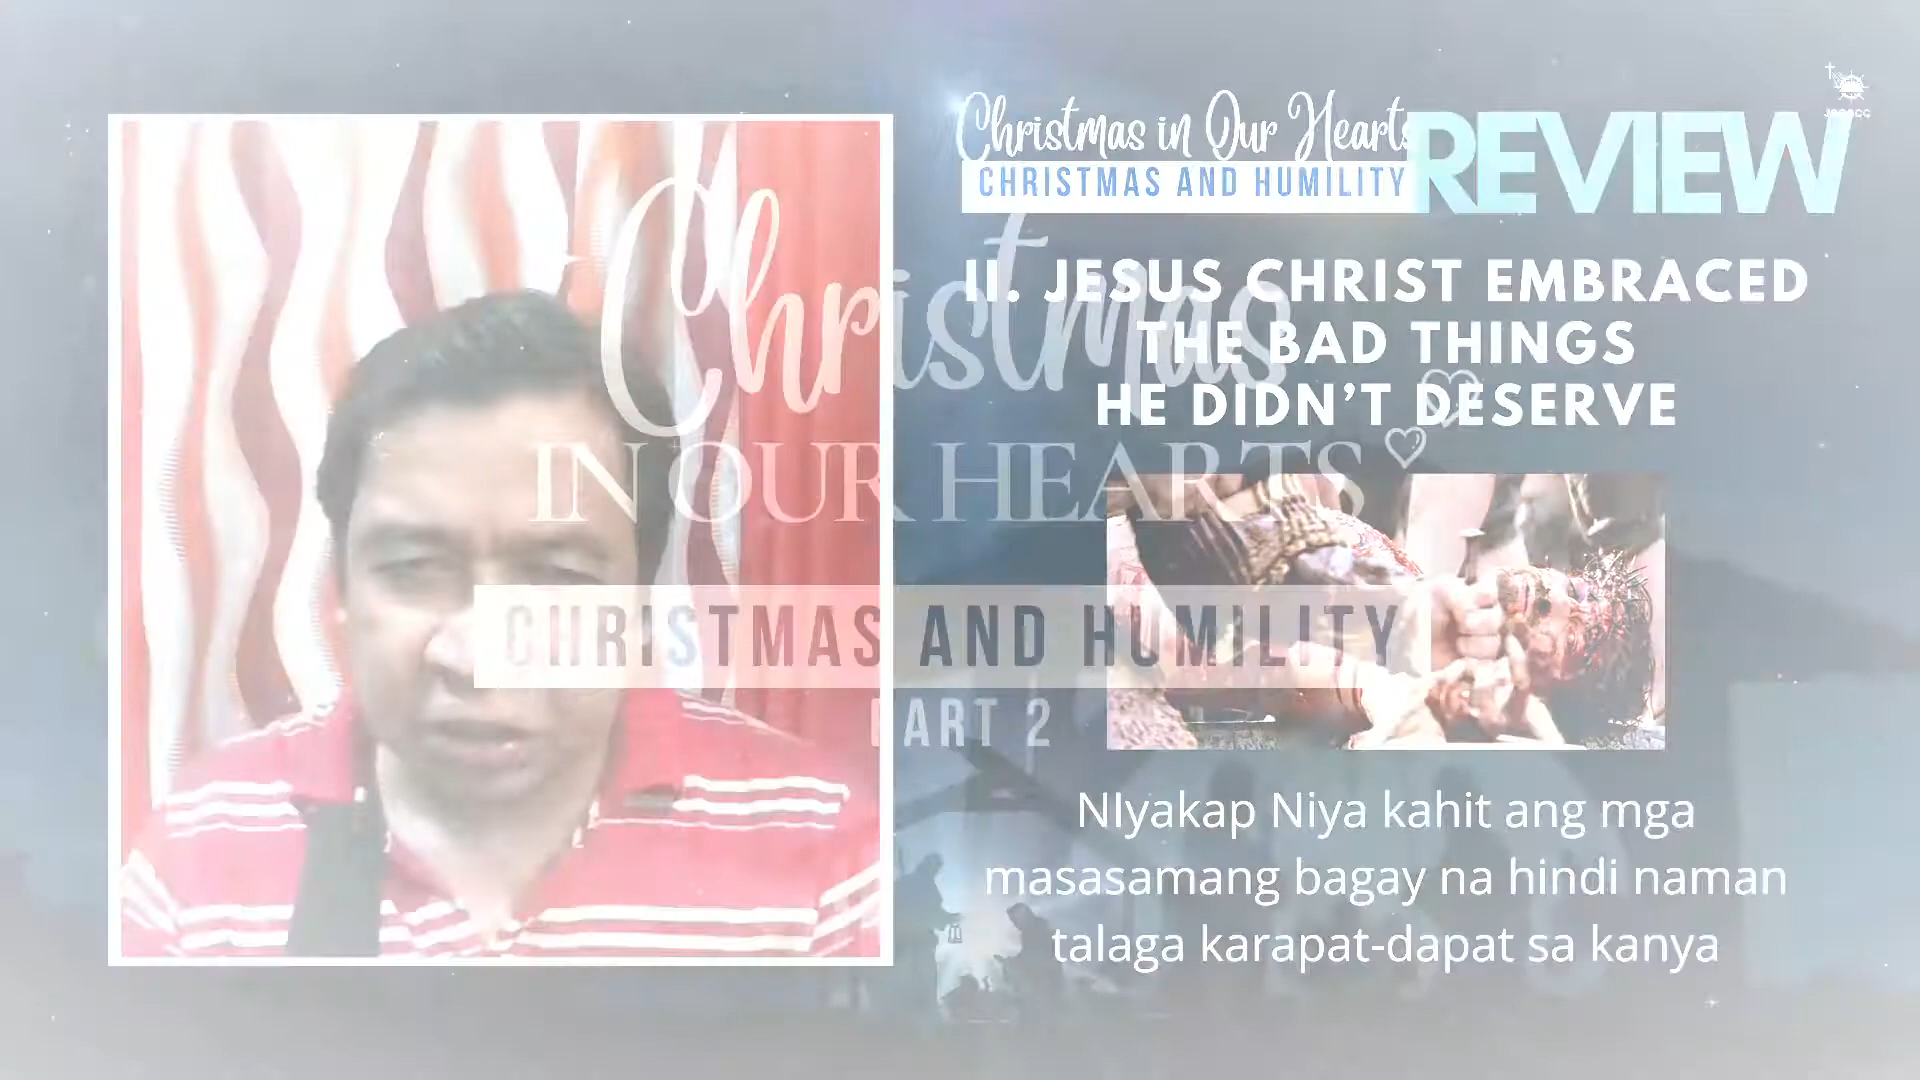 Christmas in Our Hearts
CHRISTMAS AND HUMILITY
REVIEW
II. JESUS CHRIST EMBRACED
THE BAD THINGS
HE DIDN'T DESERVE
Christmas
IN OUR HEARTS
CHRISTMAS AND HUMILITY
PART 2
NIyakap Niya kahit ang mga
masasamang bagay na hindi naman
talaga karapat-dapat sa kanya